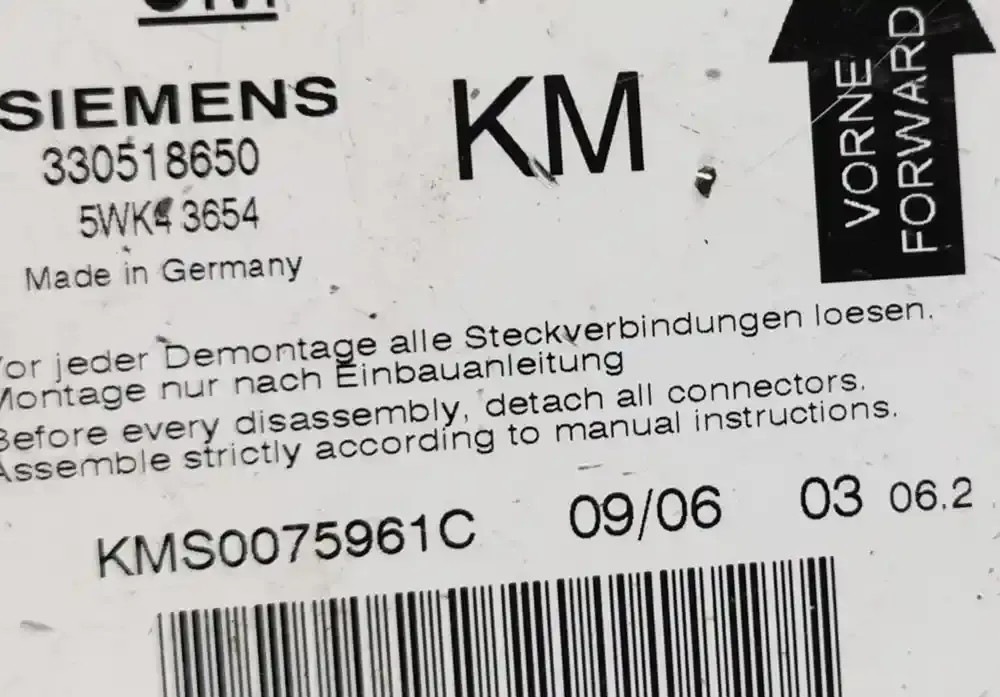 SIEMENS
KM
330518650
5WK4 3654
Made in Germany
VORNE
FORWARD
Vor jeder Demontage alle Steckverbindungen loesen.
Montage nur nach Einbauanleitung
Before every disassembly, detach all connectors.
Assemble strictly according to manual instructions.
KMS0075961C 09/06 03 06.2